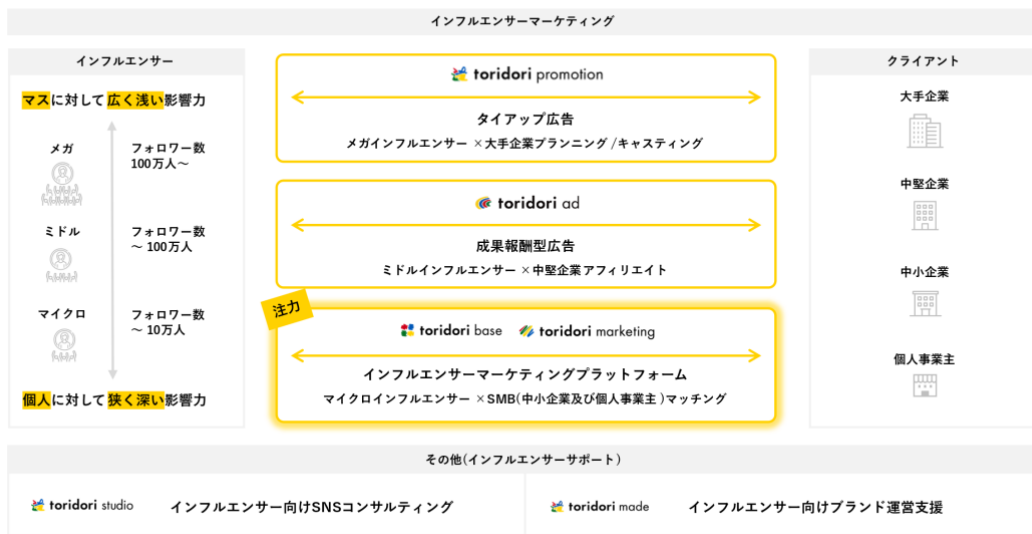 インフルエンサーマーケティング
インフルエンサー
マスに対して広く浅い影響力
メガ
フォロワー数
100万人～
ミドル
フォロワー数
～ 100万人
マイクロ
フォロワー数
～ 10万人
個人に対して狭く深い影響力
toridori promotion
タイアップ広告
メガインフルエンサー ×大手企業プランニング /キャスティング
toridori ad
成果報酬型広告
ミドルインフルエンサー ×中堅企業アフィリエイト
注力
toridori base toridori marketing
インフルエンサーマーケティングプラットフォーム
マイクロインフルエンサー ×SMB(中小企業及び個人事業主 )マッチング
クライアント
大手企業
中堅企業
中小企業
個人事業主
その他(インフルエンサーサポート)
toridori studio インフルエンサー向けSNSコンサルティング
toridori made インフルエンサー向けブランド運営支援